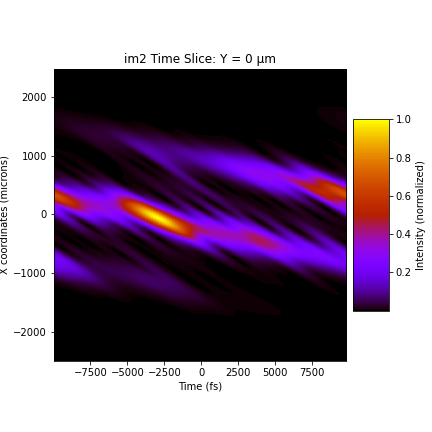 im2 Time Slice: Y = 0 μm
X coordinates (microns)
2000
1000
0
−1000
−2000
−7500 −5000 −2500 0 2500 5000 7500
Time (fs)
1.0
0.8
0.6
0.4
0.2
Intensity (normalized)